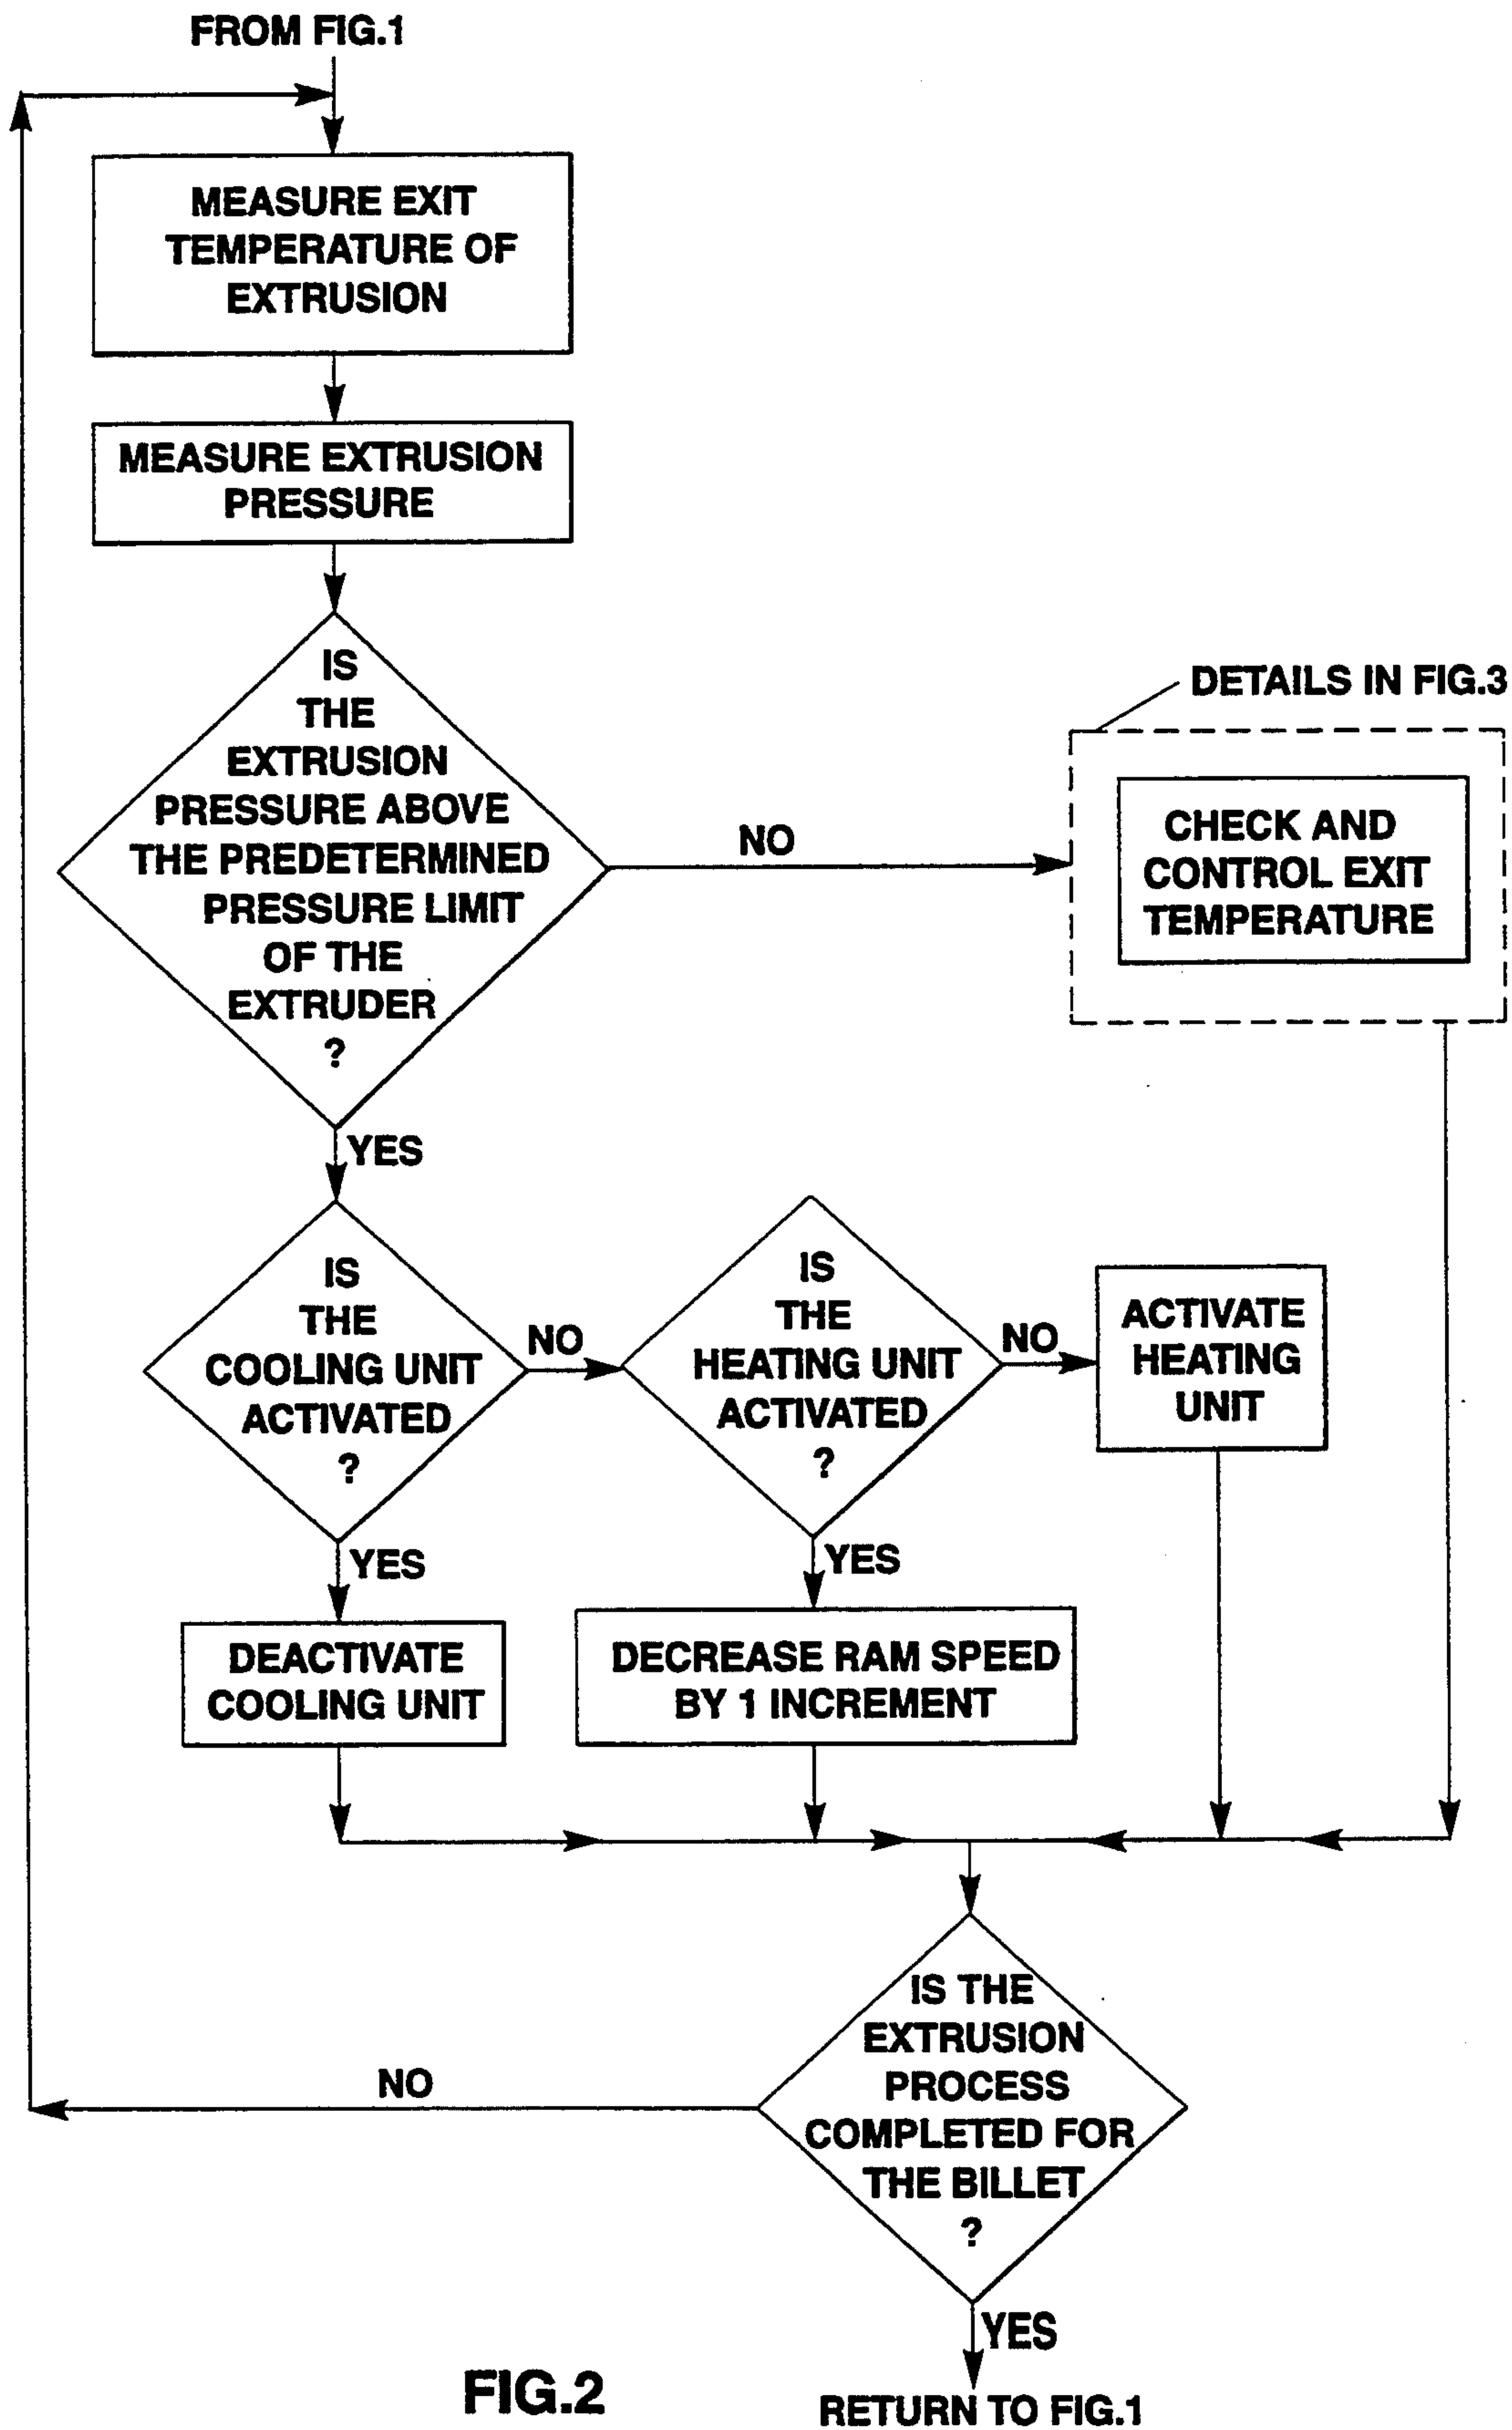 FROM FIG.1
MEASURE EXIT
TEMPERATURE OF
EXTRUSION
MEASURE EXTRUSION
PRESSURE
IS
THE
EXTRUSION
PRESSURE ABOVE
THE PREDETERMINED
PRESSURE LIMIT
OF THE
EXTRUDER
?
NO
DETAILS IN FIG.3
CHECK AND
CONTROL EXIT
TEMPERATURE
YES
IS
THE
COOLING UNIT
ACTIVATED
?
NO
IS
THE
HEATING UNIT
ACTIVATED
?
NO
ACTIVATE
HEATING
UNIT
YES
YES
DEACTIVATE
COOLING UNIT
DECREASE RAM SPEED
BY 1 INCREMENT
IS THE
EXTRUSION
PROCESS
COMPLETED FOR
THE BILLET
?
NO
YES
FIG.2
RETURN TO FIG.1